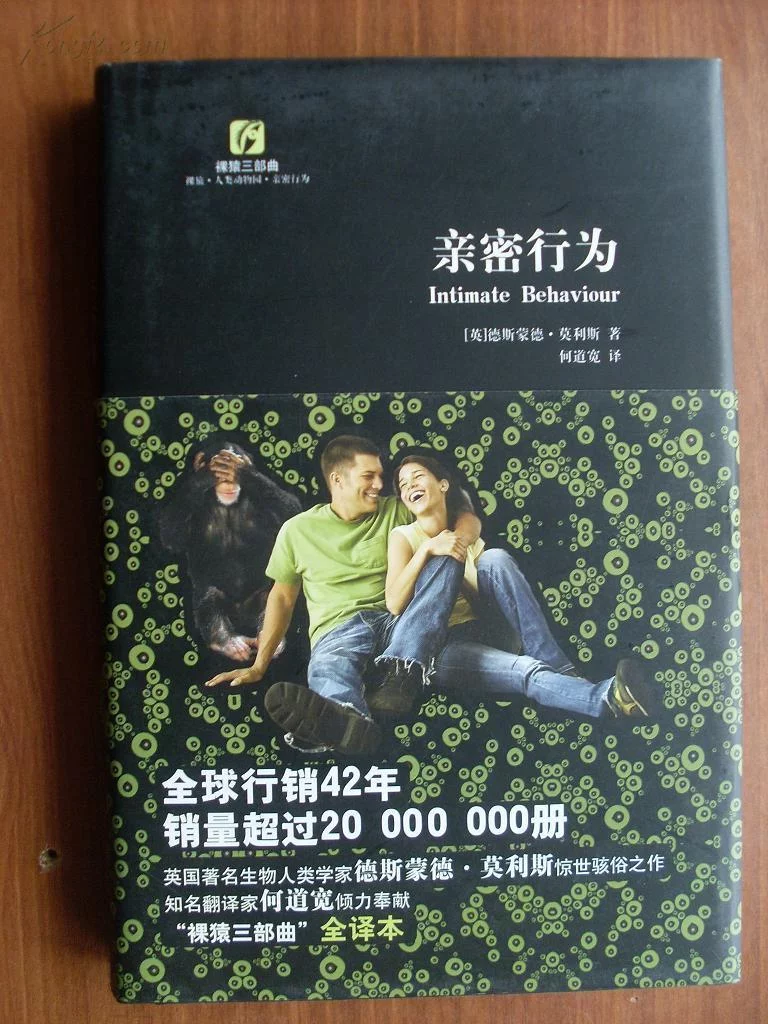 Kongfz.com
裸猿三部曲
裸猿·人类动物园·亲密行为
亲密行为
Intimate Behaviour
[英]德斯蒙德·莫利斯 著
何道宽 译
全球行销42年
销量超过20 000 000册
英国著名生物人类学家德斯蒙德·莫利斯惊世骇俗之作
知名翻译家何道宽倾力奉献
“裸猿三部曲”全译本